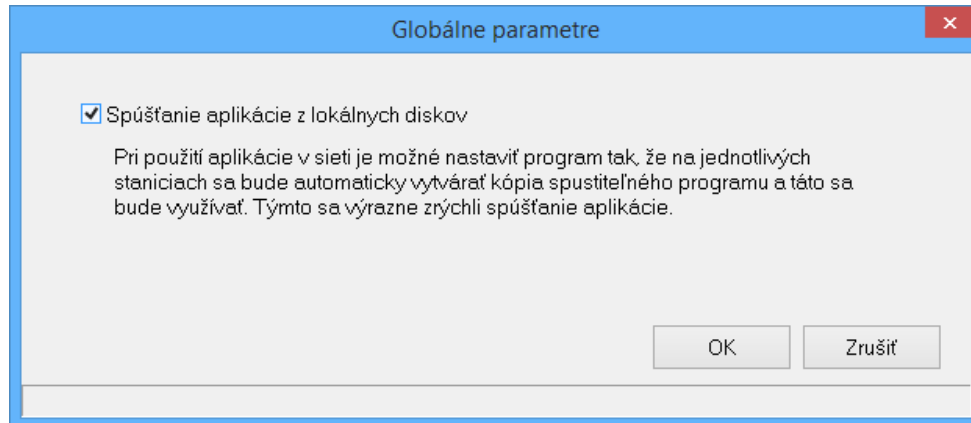 Globálne parametre
Spúšťanie aplikácie z lokálnych diskov
Pri použití aplikácie v sieti je možné nastaviť program tak, že na jednotlivých
staniciach sa bude automaticky vytvárať kópia spustiteľného programu a táto sa
bude využívať. Týmto sa výrazne zrýchli spúšťanie aplikácie.
OK
Zrušiť